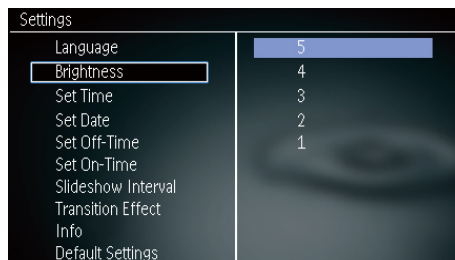 Settings
Language
Brightness
Set Time
Set Date
Set Off-Time
Set On-Time
Slideshow Interval
Transition Effect
Info
Default Settings
5
4
3
2
1